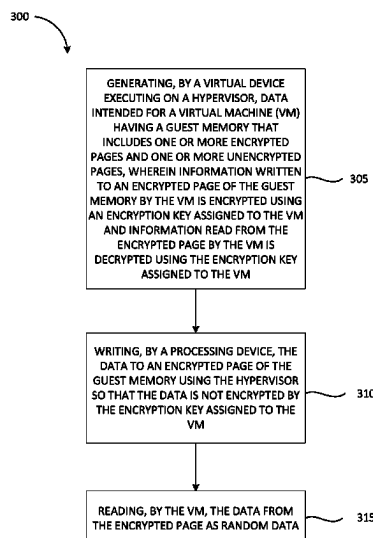 300
GENERATING, BY A VIRTUAL DEVICE
EXECUTING ON A HYPERVISOR, DATA
INTENDED FOR A VIRTUAL MACHINE (VM)
HAVING A GUEST MEMORY THAT
INCLUDES ONE OR MORE ENCRYPTED
PAGES AND ONE OR MORE UNENCRYPTED
PAGES, WHEREIN INFORMATION WRITTEN
TO AN ENCRYPTED PAGE OF THE GUEST
MEMORY BY THE VM IS ENCRYPTED USING
AN ENCRYPTION KEY ASSIGNED TO THE VM
AND INFORMATION READ FROM THE
ENCRYPTED PAGE BY THE VM IS
DECRYPTED USING THE ENCRYPTION KEY
ASSIGNED TO THE VM
305
WRITING, BY A PROCESSING DEVICE, THE
DATA TO AN ENCRYPTED PAGE OF THE
GUEST MEMORY USING THE HYPERVISOR
SO THAT THE DATA IS NOT ENCRYPTED BY
THE ENCRYPTION KEY ASSIGNED TO THE
VM
310
READING, BY THE VM, THE DATA FROM
THE ENCRYPTED PAGE AS RANDOM DATA
315